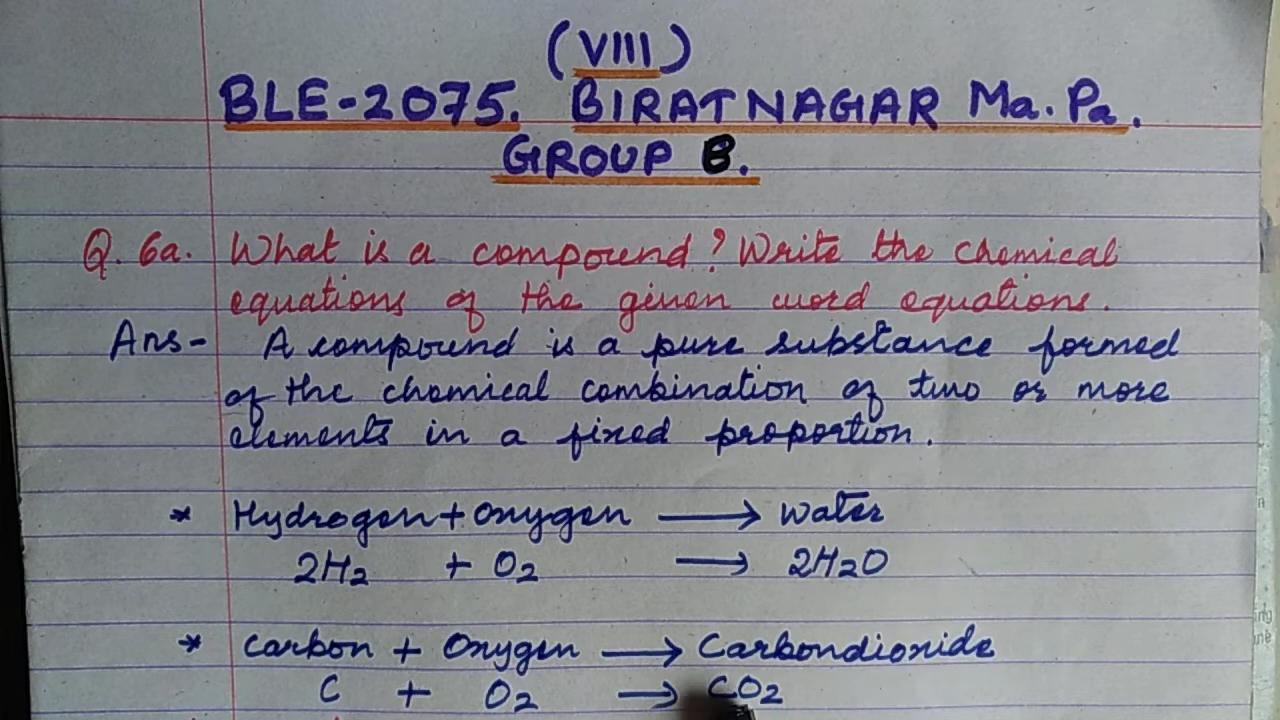 (VIII)
BLE-2075. BIRATNAGAR Ma. Pa.
GROUP B.
Q. 6a. What is a compound? Write the chemical
equations of the given word equations.
Ans- A compound is a pure substance formed
of the chemical combination of two or more
elements in a fixed proportion.
* Hydrogen + Oxygen ⟶ Water
2H₂ + O₂ ⟶ 2H₂O
* Carbon + Oxygen ⟶ Carbondioxide
C + O₂ ⟶ CO₂